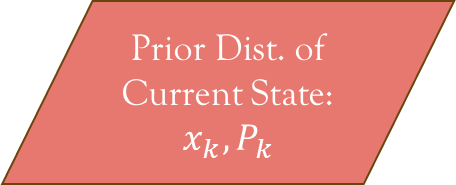 Prior Dist. of
Current State:
𝑥ₖ, 𝑃ₖ